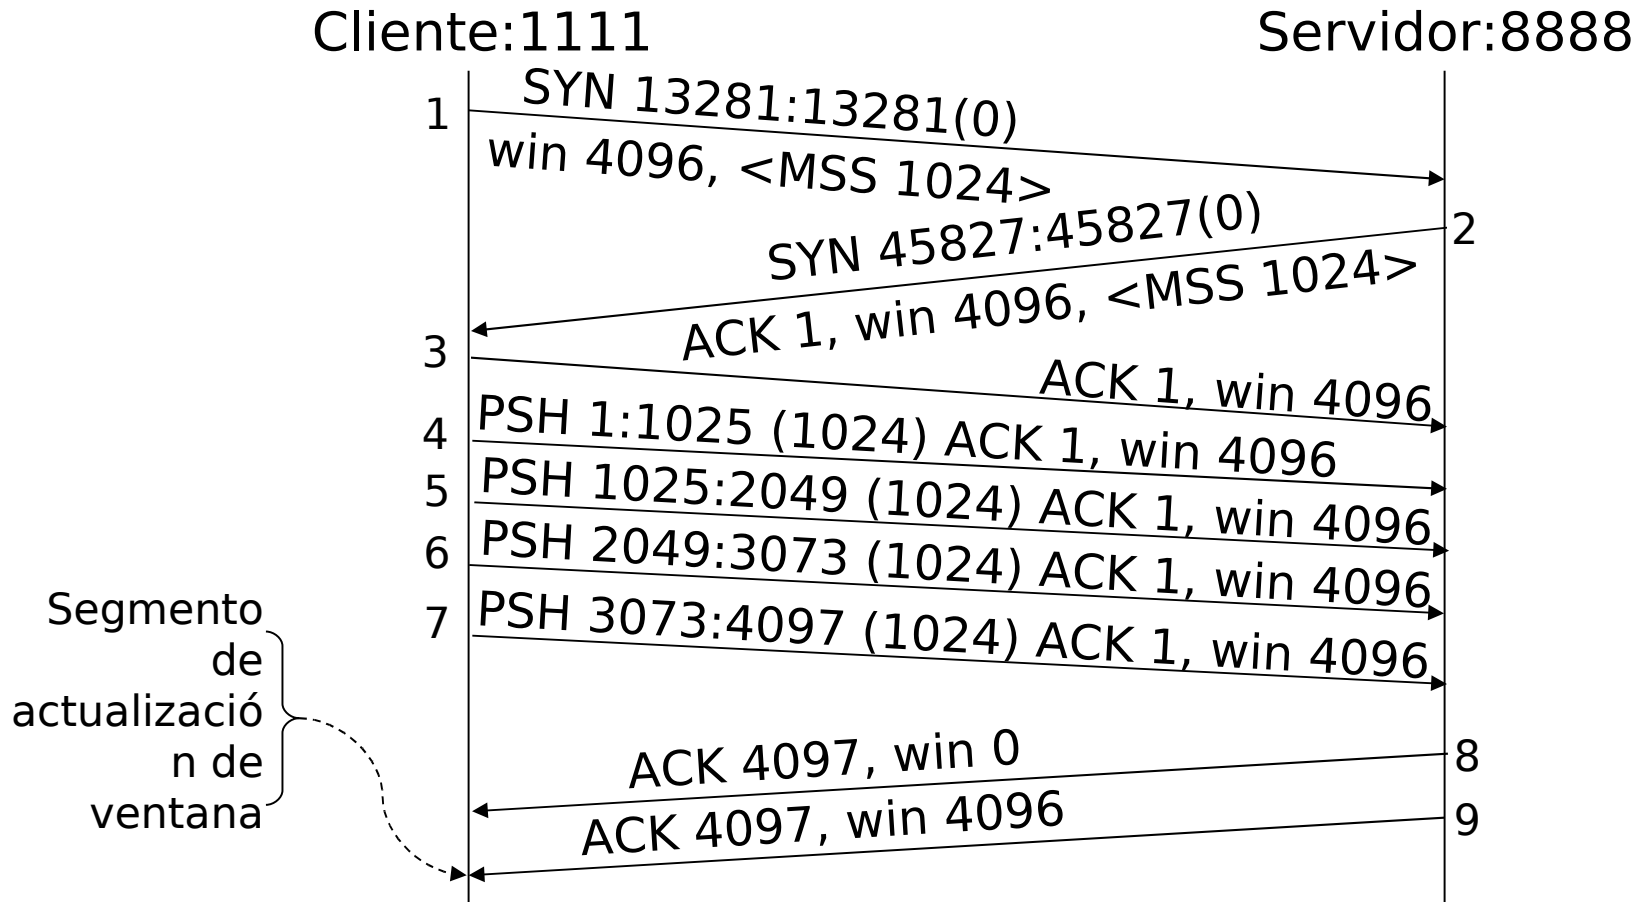 Cliente:1111
Servidor:8888
1
SYN 13281:13281(0)
win 4096, <MSS 1024>
2
SYN 45827:45827(0)
ACK 1, win 4096, <MSS 1024>
3
ACK 1, win 4096
4
PSH 1:1025 (1024) ACK 1, win 4096
5
PSH 1025:2049 (1024) ACK 1, win 4096
6
PSH 2049:3073 (1024) ACK 1, win 4096
7
PSH 3073:4097 (1024) ACK 1, win 4096
Segmento
de
actualizació
n de
ventana
8
ACK 4097, win 0
9
ACK 4097, win 4096